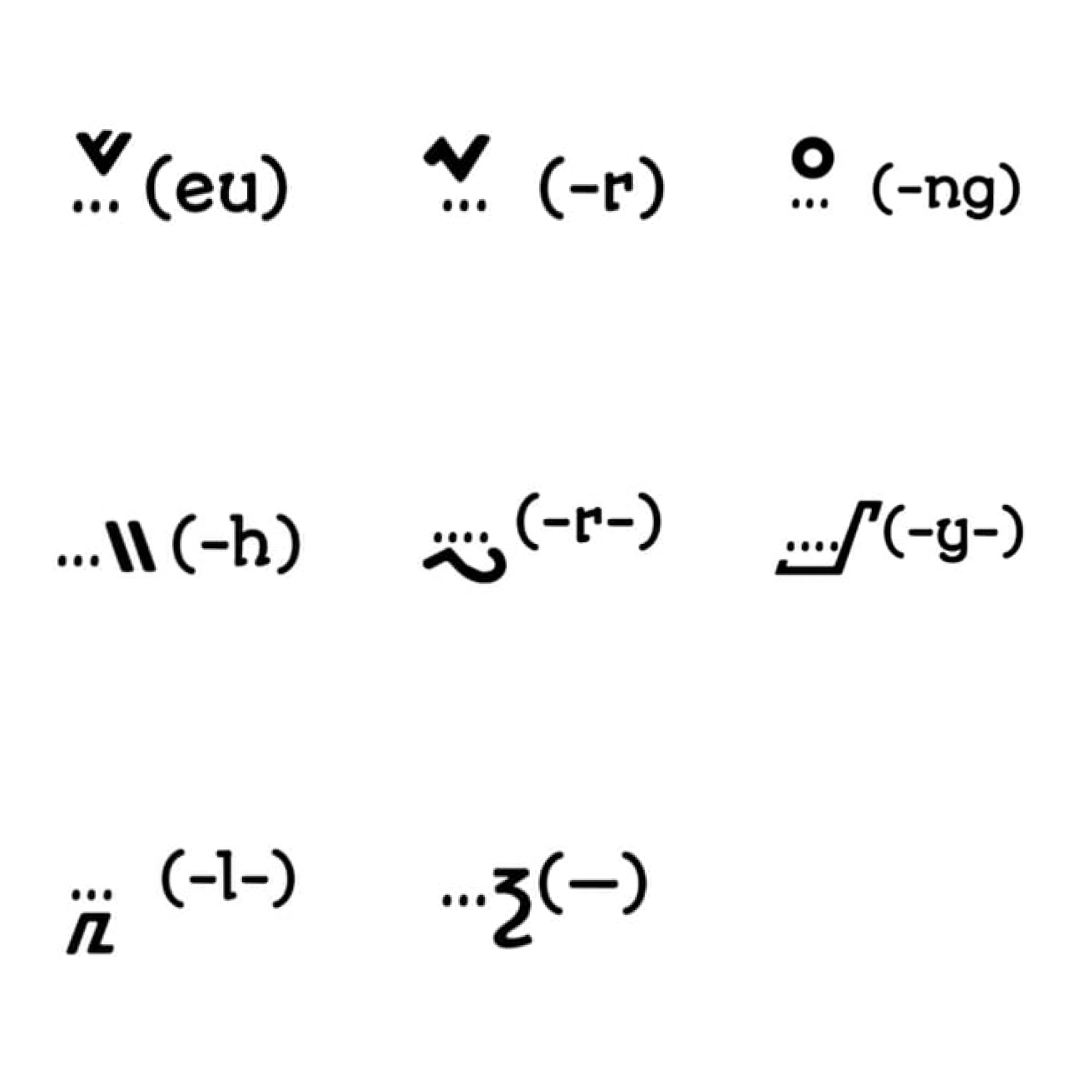 ...ᮩ (eu) ...ᮁ (-r) ...ᮀ (-ng)
...ᮂ (-h) ....ᮢ (-r-) ....ᮡ (-y-)
...ᮣ (-l-) ...᮪ (—)